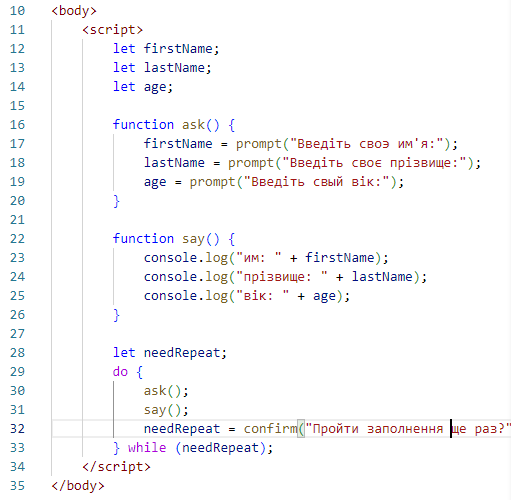 10 <body>
11 <script>
12 let firstName;
13 let lastName;
14 let age;
15
16 function ask() {
17 firstName = prompt("Введіть своэ им'я:");
18 lastName = prompt("Введіть своє прізвище:");
19 age = prompt("Введіть свый вік:");
20 }
21
22 function say() {
23 console.log("им: " + firstName);
24 console.log("прізвище: " + lastName);
25 console.log("вік: " + age);
26 }
27
28 let needRepeat;
29 do {
30 ask();
31 say();
32 needRepeat = confirm("Пройти заполнення ще раз?"
33 } while (needRepeat);
34 </script>
35 </body>